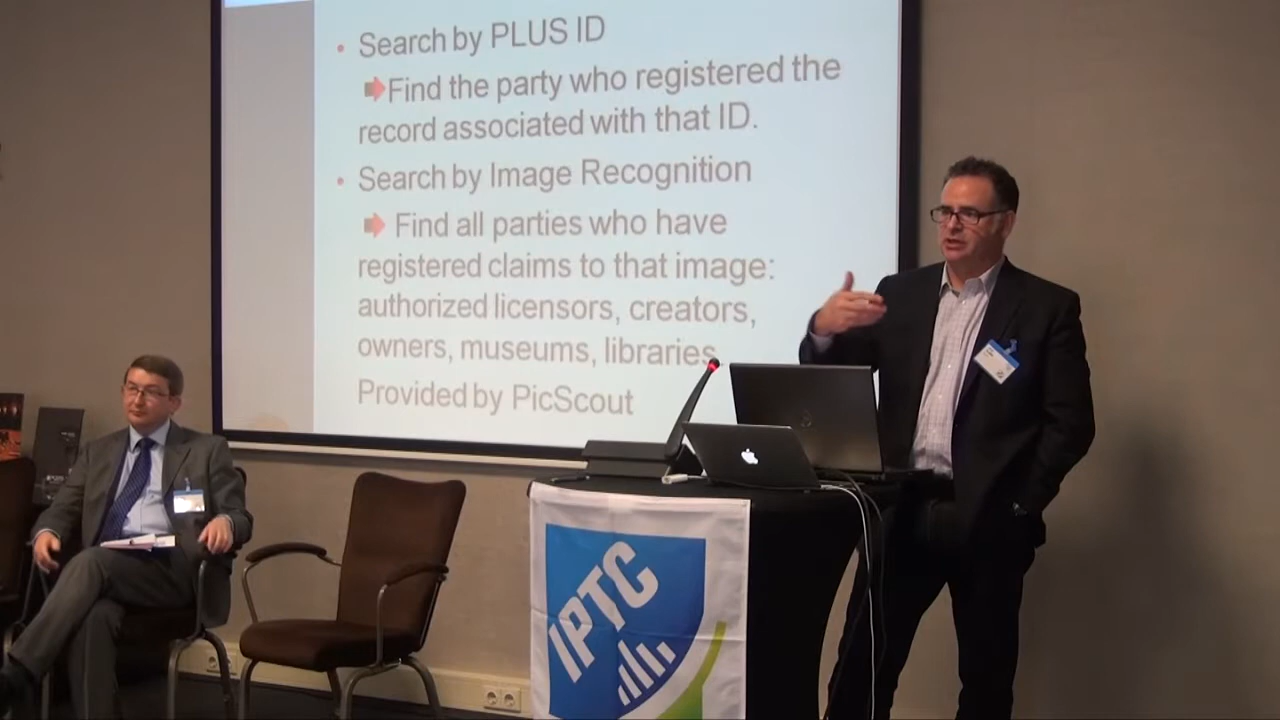 • Search by PLUS ID
Find the party who registered the
record associated with that ID.
• Search by Image Recognition
Find all parties who have
registered claims to that image:
authorized licensors, creators,
owners, museums, libraries
Provided by PicScout
IPTC